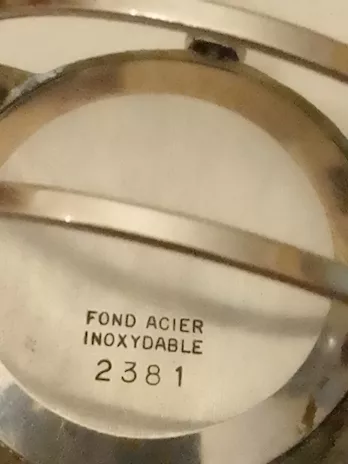 FOND ACIER
INOXYDABLE
2381